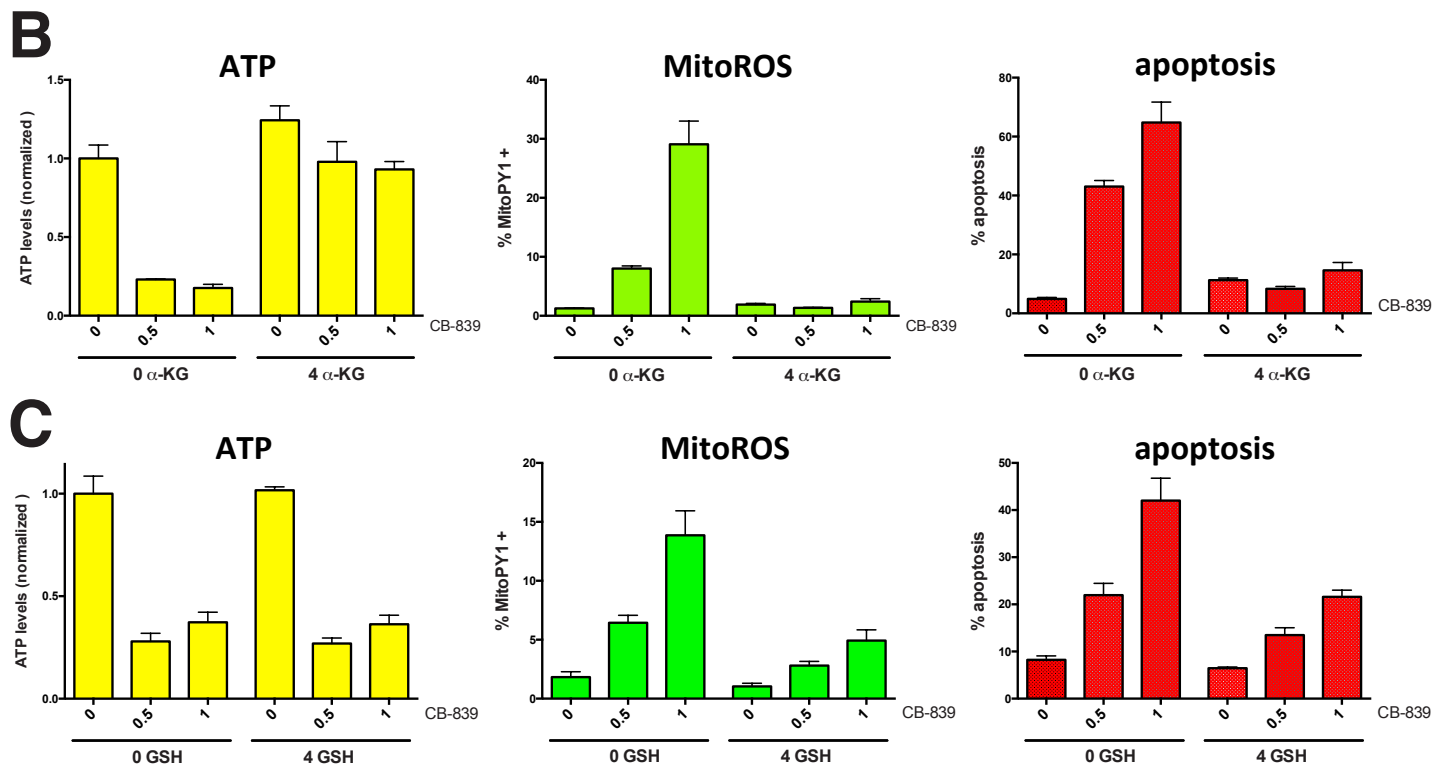 B
ATP
ATP levels (normalized )
1.5
1.0
0.5
0.0
0 0.5 1 0 0.5 1 CB-839
0 α-KG 4 α-KG
MitoROS
% MitoPY1 +
40
30
20
10
0
0 0.5 1 0 0.5 1 CB-839
0 α-KG 4 α-KG
apoptosis
% apoptosis
80
60
40
20
0
0 0.5 1 0 0.5 1 CB-839
0 α-KG 4 α-KG
C
ATP
ATP levels (normalized )
1.0
0.5
0.0
0 0.5 1 0 0.5 1 CB-839
0 GSH 4 GSH
MitoROS
% MitoPY1 +
20
15
10
5
0
0 0.5 1 0 0.5 1 CB-839
0 GSH 4 GSH
apoptosis
% apoptosis
50
40
30
20
10
0
0 0.5 1 0 0.5 1 CB-839
0 GSH 4 GSH